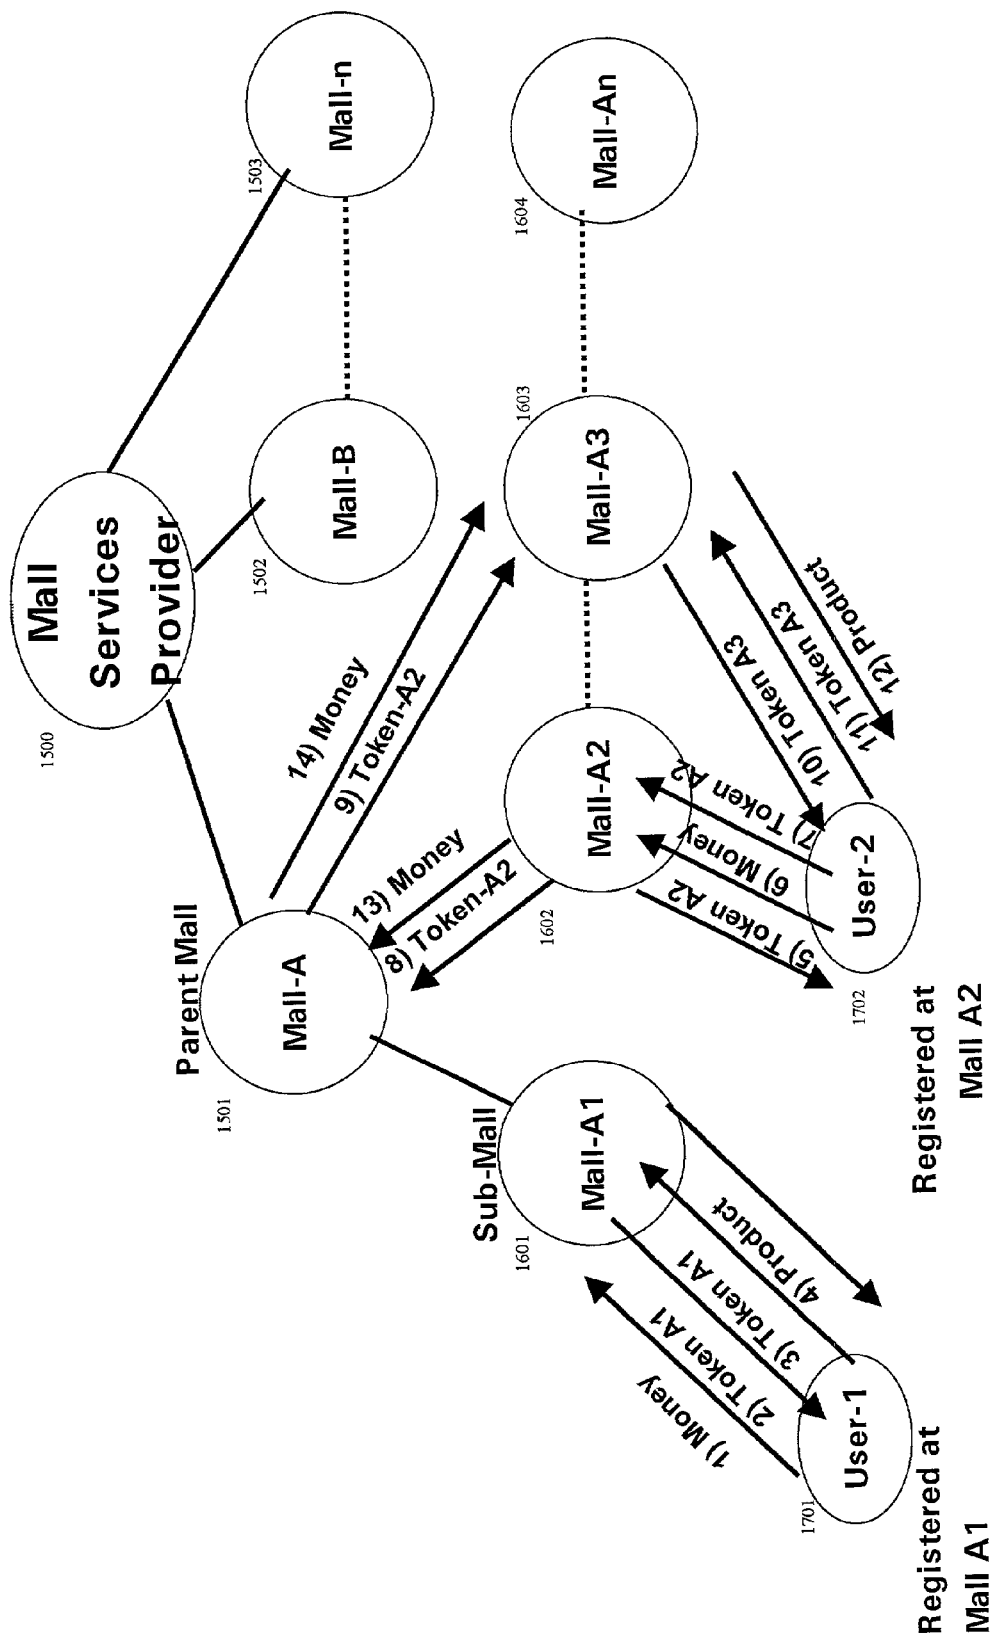 Mall
Services
Provider
1500
Parent Mall
Mall-A
1501
1502
Mall-B
1503
Mall-n
14) Money
9) Token-A2
13) Money
8) Token-A2
Sub-Mall
1601
Mall-A1
1602
Mall-A2
1603
Mall-A3
1604
Mall-An
1) Money
2) Token A1
3) Token A1
4) Product
5) Token A2
6) Money
7) Token A2
10) Token A3
11) Token A3
12) Product
1701
User-1
Registered at
Mall A1
1702
User-2
Registered at
Mall A2